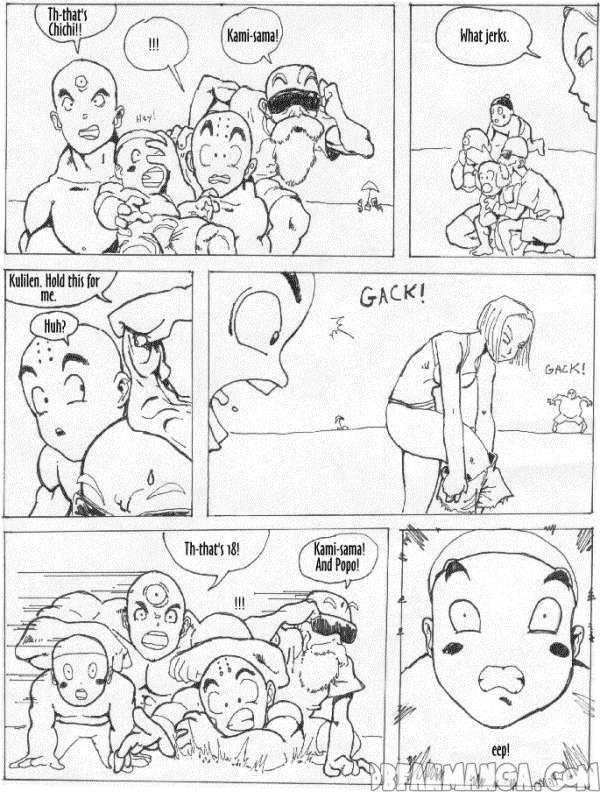 Th-that's
Chichi!!
!!!
Kami-sama!
Hey!
What jerks.
Kulilen. Hold this for
me.
Huh?
GACK!
GACK!
Th-that's 18!
!!!
Kami-sama!
And Popo!
eep!
DBFANMANGA.COM